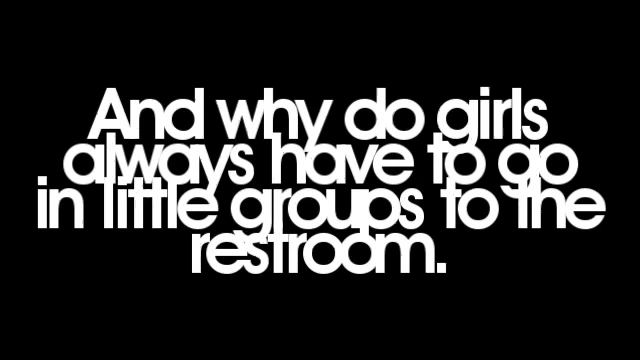 And why do girls
always have to go
in little groups to the
restroom.